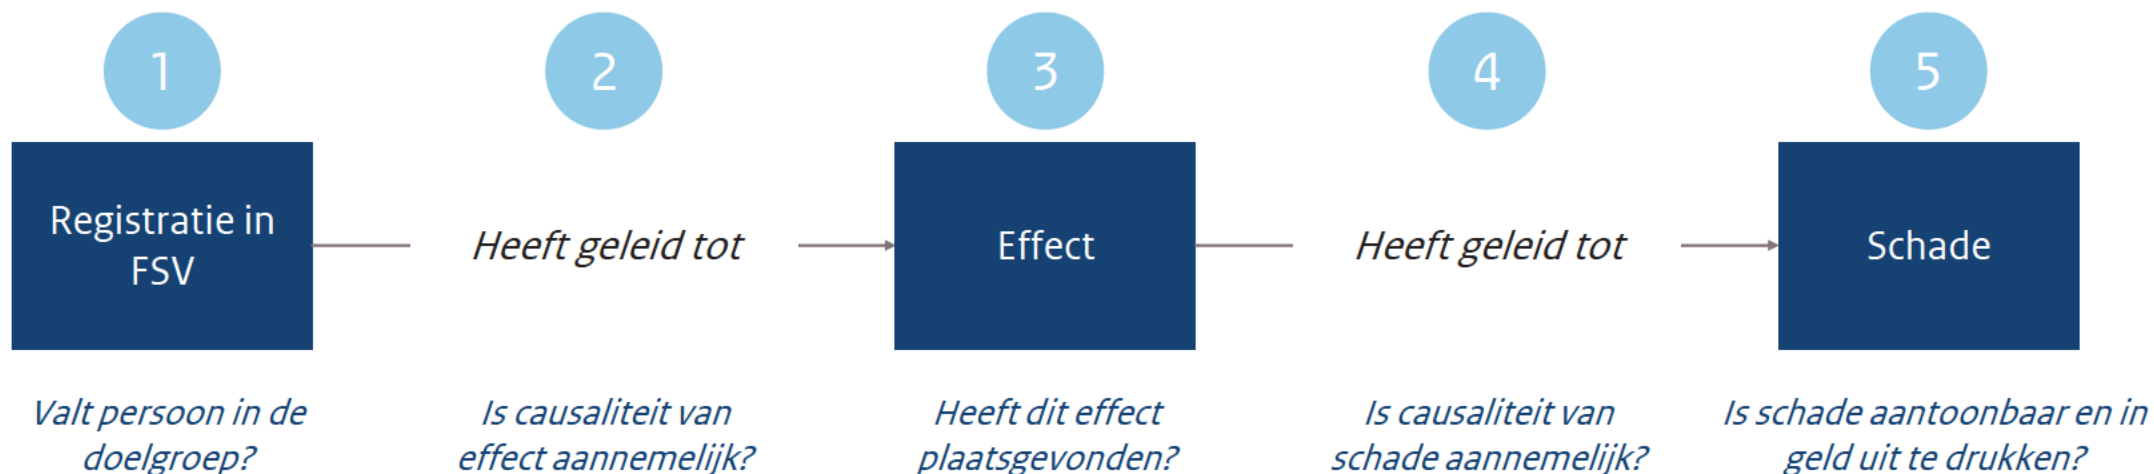 1
2
3
4
5
Registratie in
FSV
Heeft geleid tot
Effect
Heeft geleid tot
Schade
Valt persoon in de
doelgroep?
Is causaliteit van
effect aannemelijk?
Heeft dit effect
plaatsgevonden?
Is causaliteit van
schade aannemelijk?
Is schade aantoonbaar en in
geld uit te drukken?